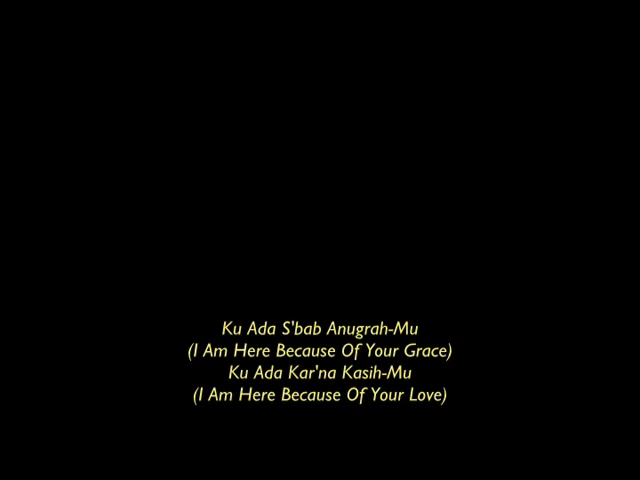 Ku Ada S'bab Anugrah-Mu
(I Am Here Because Of Your Grace)
Ku Ada Kar'na Kasih-Mu
(I Am Here Because Of Your Love)